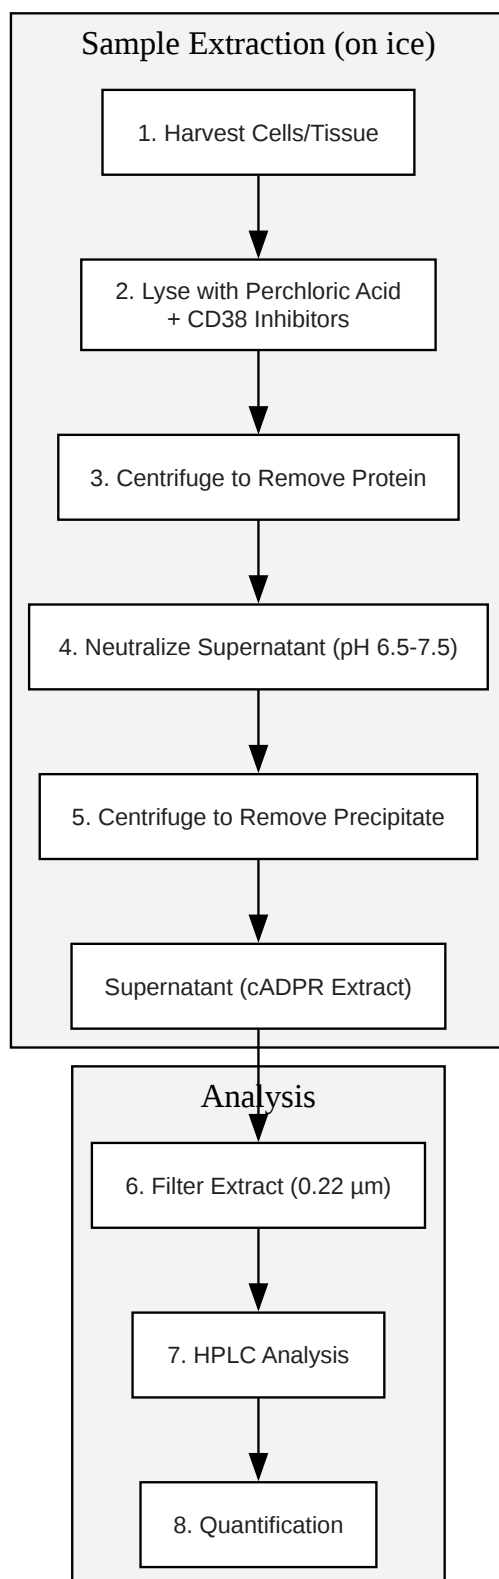 Sample Extraction (on ice)
1. Harvest Cells/Tissue
2. Lyse with Perchloric Acid
+ CD38 Inhibitors
3. Centrifuge to Remove Protein
4. Neutralize Supernatant (pH 6.5-7.5)
5. Centrifuge to Remove Precipitate
Supernatant (cADPR Extract)
Analysis
6. Filter Extract (0.22 µm)
7. HPLC Analysis
8. Quantification